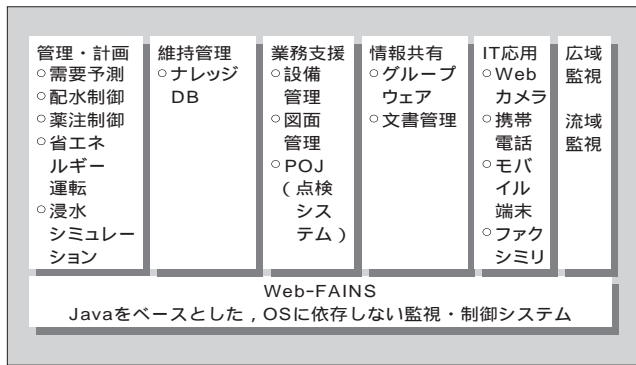 管理・計画
○需要予測
○配水制御
○薬注制御
○省エネ
ルギー
運転
○浸水
シミュレー
ション
維持管理
○ナレッジ
DB
業務支援
○設備
管理
○図面
管理
○POJ
(点検
シス
テム)
情報共有
○グループ
ウェア
○文書管理
IT応用
○Web
カメラ
○携帯
電話
○モバ
イル
端末
○ファク
シミリ
広域
監視
流域
監視
Web-FAINS
Javaをベースとした,OSに依存しない監視・制御システム